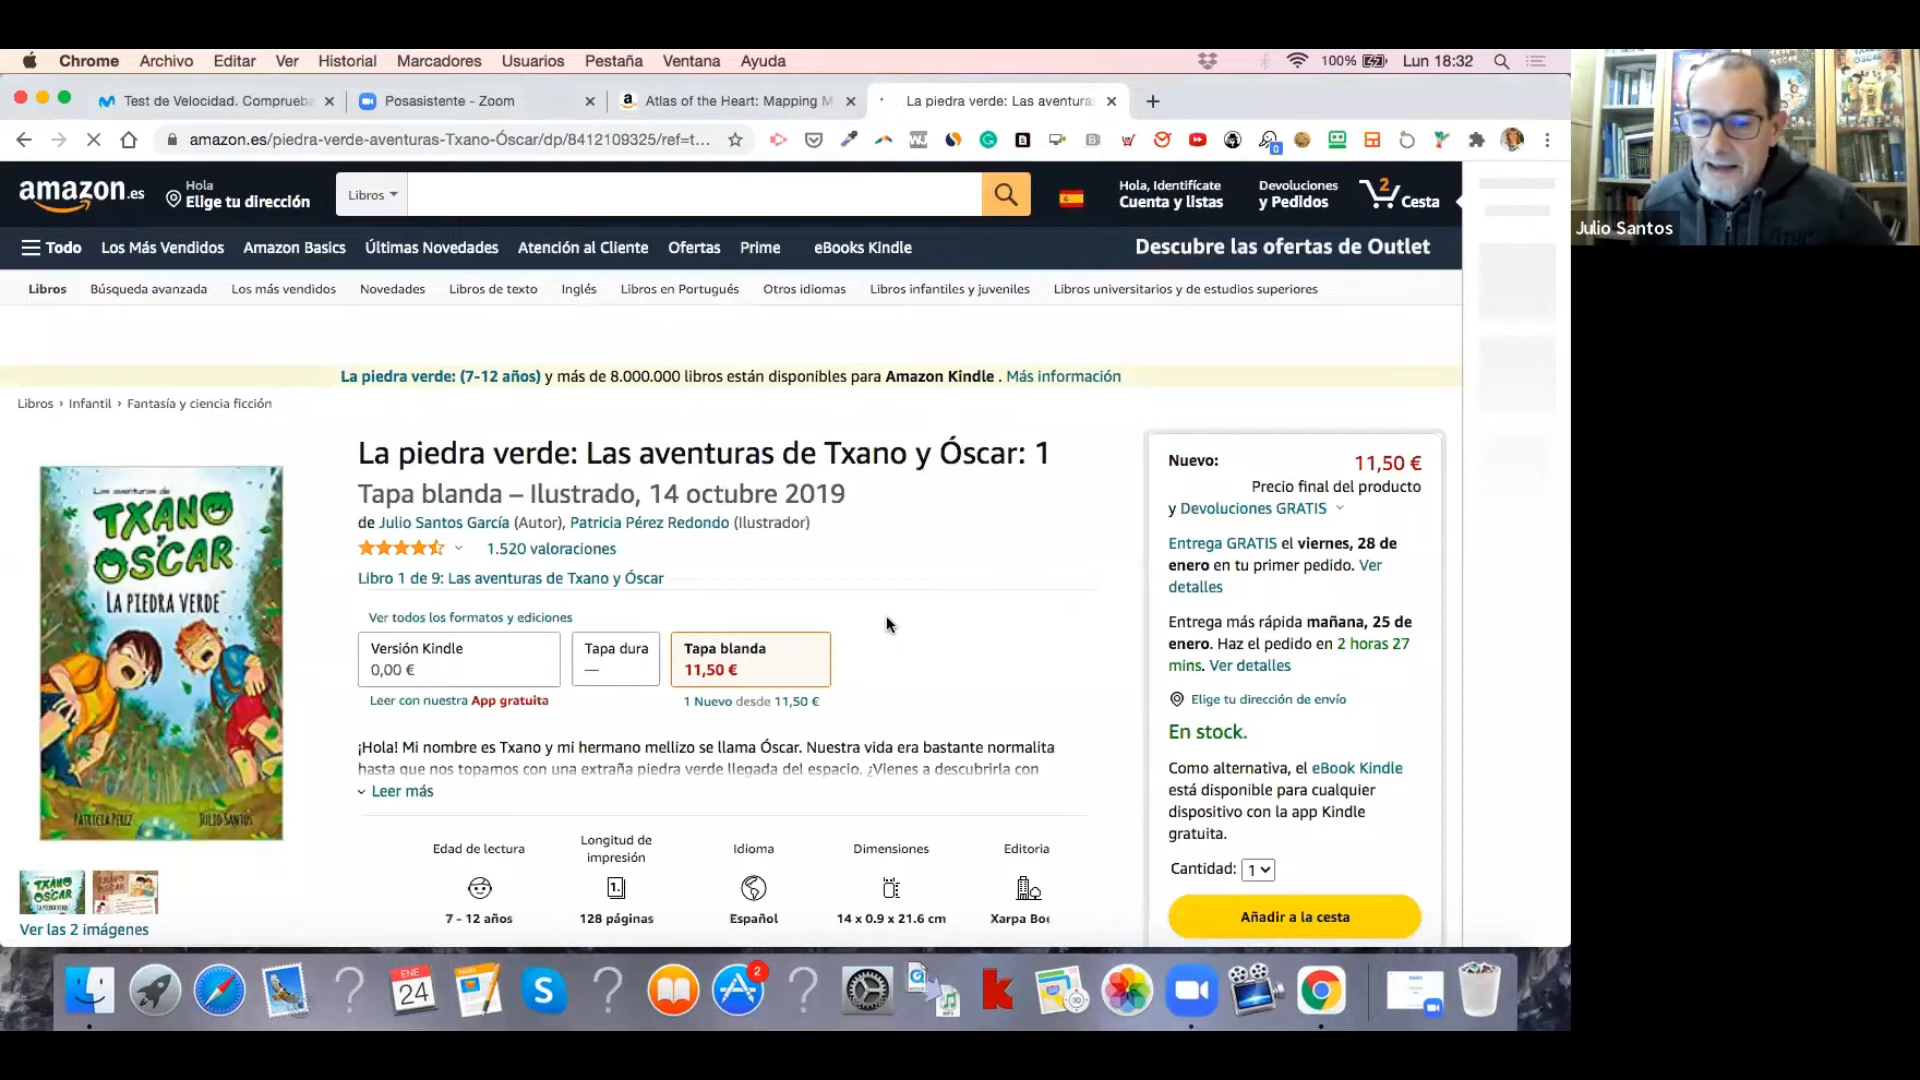 Chrome Archivo Editar Ver Historial Marcadores Usuarios Pestaña Ventana Ayuda 100% Lun 18:32
Test de Velocidad. Comprueba Posasistente - Zoom Atlas of the Heart: Mapping M La piedra verde: Las aventuras
amazon.es/piedra-verde-aventuras-Txano-Óscar/dp/8412109325/ref=t...
amazon.es
Hola
Elige tu dirección
Libros
Hola, Identifícate
Cuenta y listas
Devoluciones
y Pedidos
2
Cesta
Todo Los Más Vendidos Amazon Basics Últimas Novedades Atención al Cliente Ofertas Prime eBooks Kindle Descubre las ofertas de Outlet
Libros Búsqueda avanzada Los más vendidos Novedades Libros de texto Inglés Libros en Portugués Otros idiomas Libros infantiles y juveniles Libros universitarios y de estudios superiores
La piedra verde: (7-12 años) y más de 8.000.000 libros están disponibles para Amazon Kindle . Más información
Libros › Infantil › Fantasía y ciencia ficción
Las aventuras de
TXANO
Y
OSCAR
LA PIEDRA VERDE
PATRICIA PÉREZ JULIO SANTOS
Ver las 2 imágenes
La piedra verde: Las aventuras de Txano y Óscar: 1
Tapa blanda – Ilustrado, 14 octubre 2019
de Julio Santos García (Autor), Patricia Pérez Redondo (Ilustrador)
1.520 valoraciones
Libro 1 de 9: Las aventuras de Txano y Óscar
Ver todos los formatos y ediciones
Versión Kindle
0,00 €
Leer con nuestra App gratuita
Tapa dura
—
Tapa blanda
11,50 €
1 Nuevo desde 11,50 €
¡Hola! Mi nombre es Txano y mi hermano mellizo se llama Óscar. Nuestra vida era bastante normalita
hasta que nos topamos con una extraña piedra verde llegada del espacio. ¿Vienes a descubrirla con
Leer más
Edad de lectura
7 - 12 años
Longitud de
impresión
128 páginas
Idioma
Español
Dimensiones
14 x 0.9 x 21.6 cm
Editoria
Xarpa Boo
Nuevo: 11,50 €
Precio final del producto
y Devoluciones GRATIS
Entrega GRATIS el viernes, 28 de
enero en tu primer pedido. Ver
detalles
Entrega más rápida mañana, 25 de
enero. Haz el pedido en 2 horas 27
mins. Ver detalles
Elige tu dirección de envío
En stock.
Como alternativa, el eBook Kindle
está disponible para cualquier
dispositivo con la app Kindle
gratuita.
Cantidad: 1
Añadir a la cesta
Julio Santos
ENE
24
2